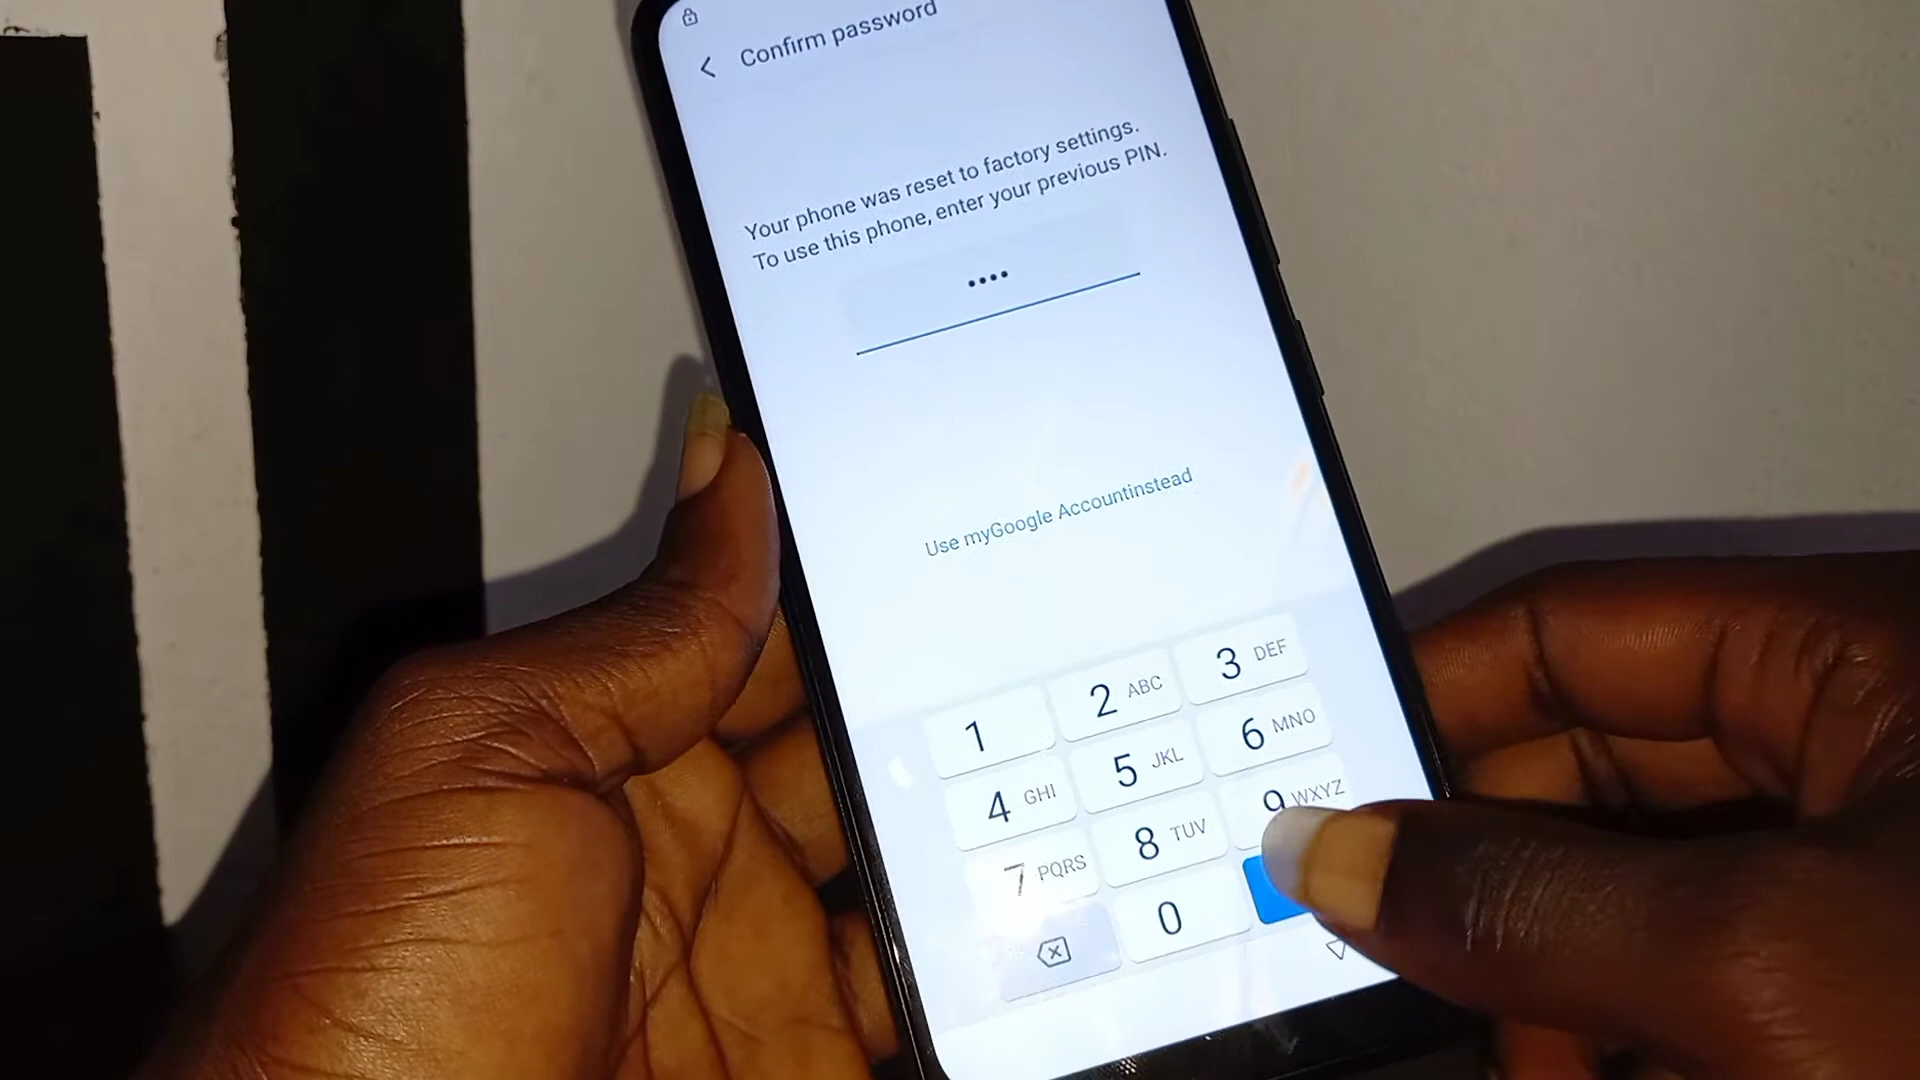 Confirm password
Your phone was reset to factory settings.
To use this phone, enter your previous PIN.
••••
Use myGoogle Accountinstead
1
2 ABC
3 DEF
4 GHI
5 JKL
6 MNO
7 PQRS
8 TUV
9 WXYZ
0